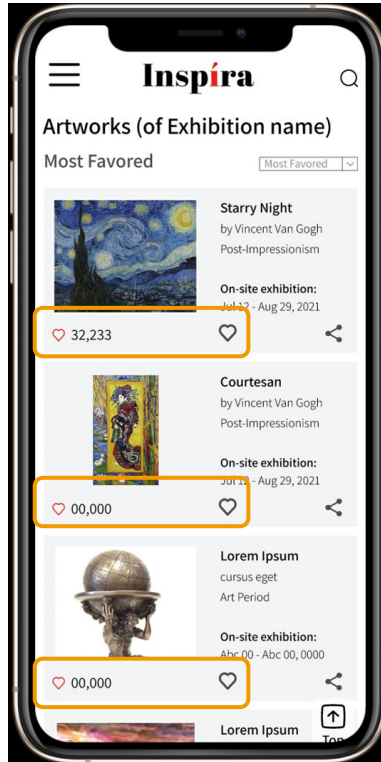 Inspíra
Artworks (of Exhibition name)
Most Favored
Most Favored
Starry Night
by Vincent Van Gogh
Post-Impressionism
On-site exhibition:
Jul 12 - Aug 29, 2021
32,233
Courtesan
by Vincent Van Gogh
Post-Impressionism
On-site exhibition:
Jul 12 - Aug 29, 2021
00,000
Lorem Ipsum
cursus eget
Art Period
On-site exhibition:
Abc 00 - Abc 00, 0000
00,000
Lorem Ipsum
Top